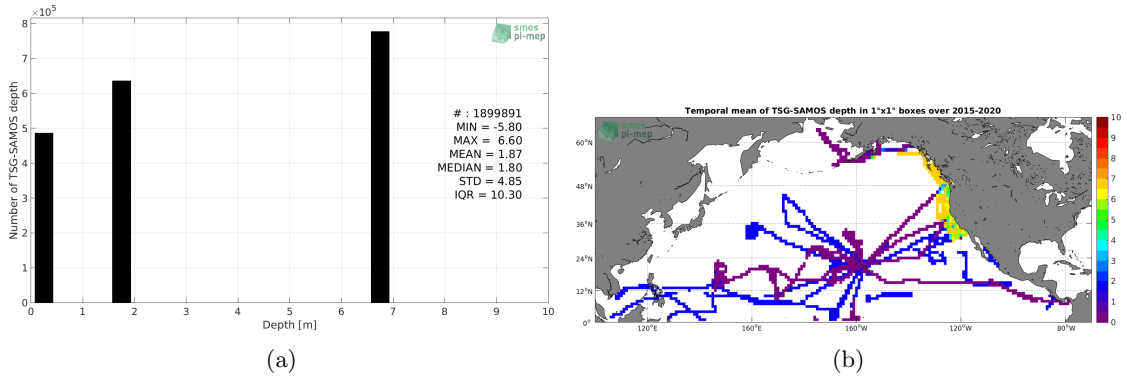 ×10^5
8
7
6
5
4
3
2
1
0
Number of TSG-SAMOS depth
0 1 2 3 4 5 6 7 8 9 10
Depth [m]
smos
pi-mep
# : 1899891
MIN = -5.80
MAX = 6.60
MEAN = 1.87
MEDIAN = 1.80
STD = 4.85
IQR = 10.30
(a)
Temporal mean of TSG-SAMOS depth in 1°x1° boxes over 2015-2020
smos
pi-mep
60°N
48°N
36°N
24°N
12°N
0°
120°E 160°E 160°W 120°W 80°W
10
9
8
7
6
5
4
3
2
1
0
(b)